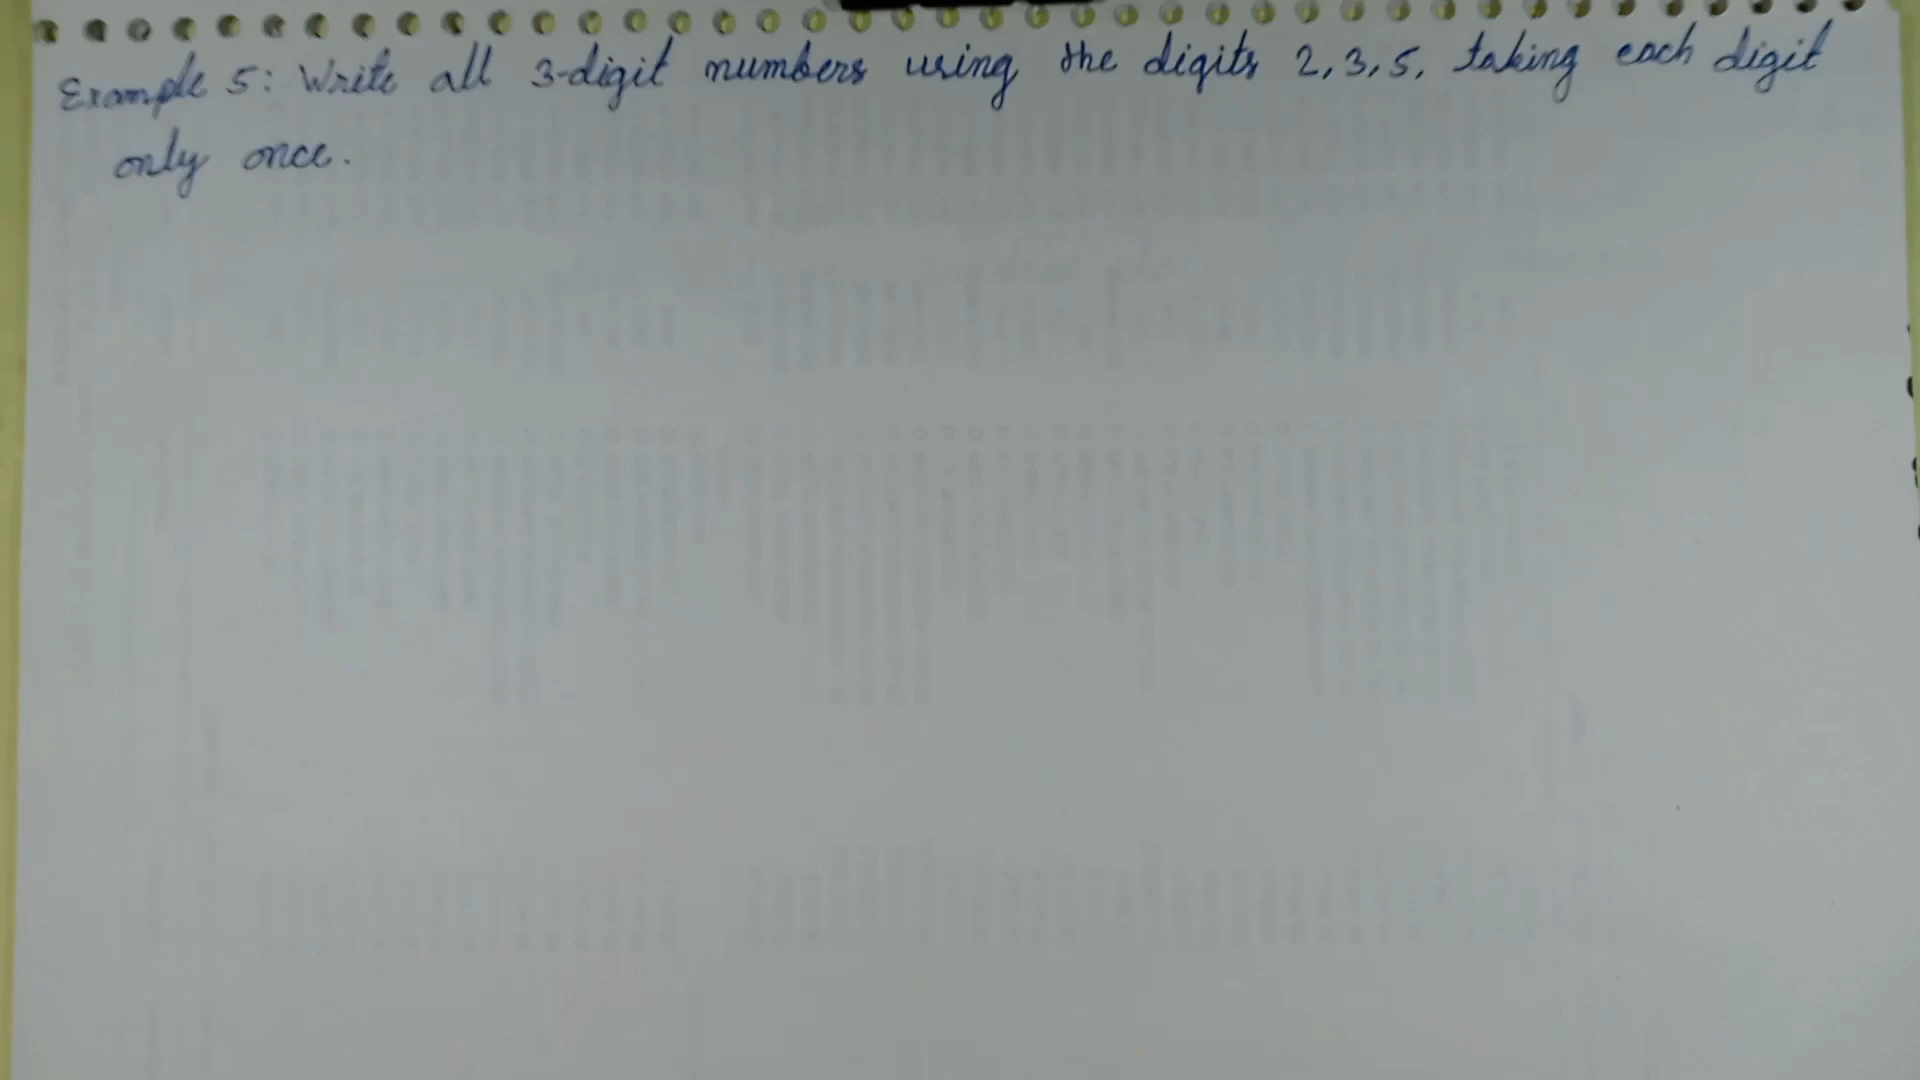 Example 5: Write all 3-digit numbers using the digits 2, 3, 5, taking each digit
only once.